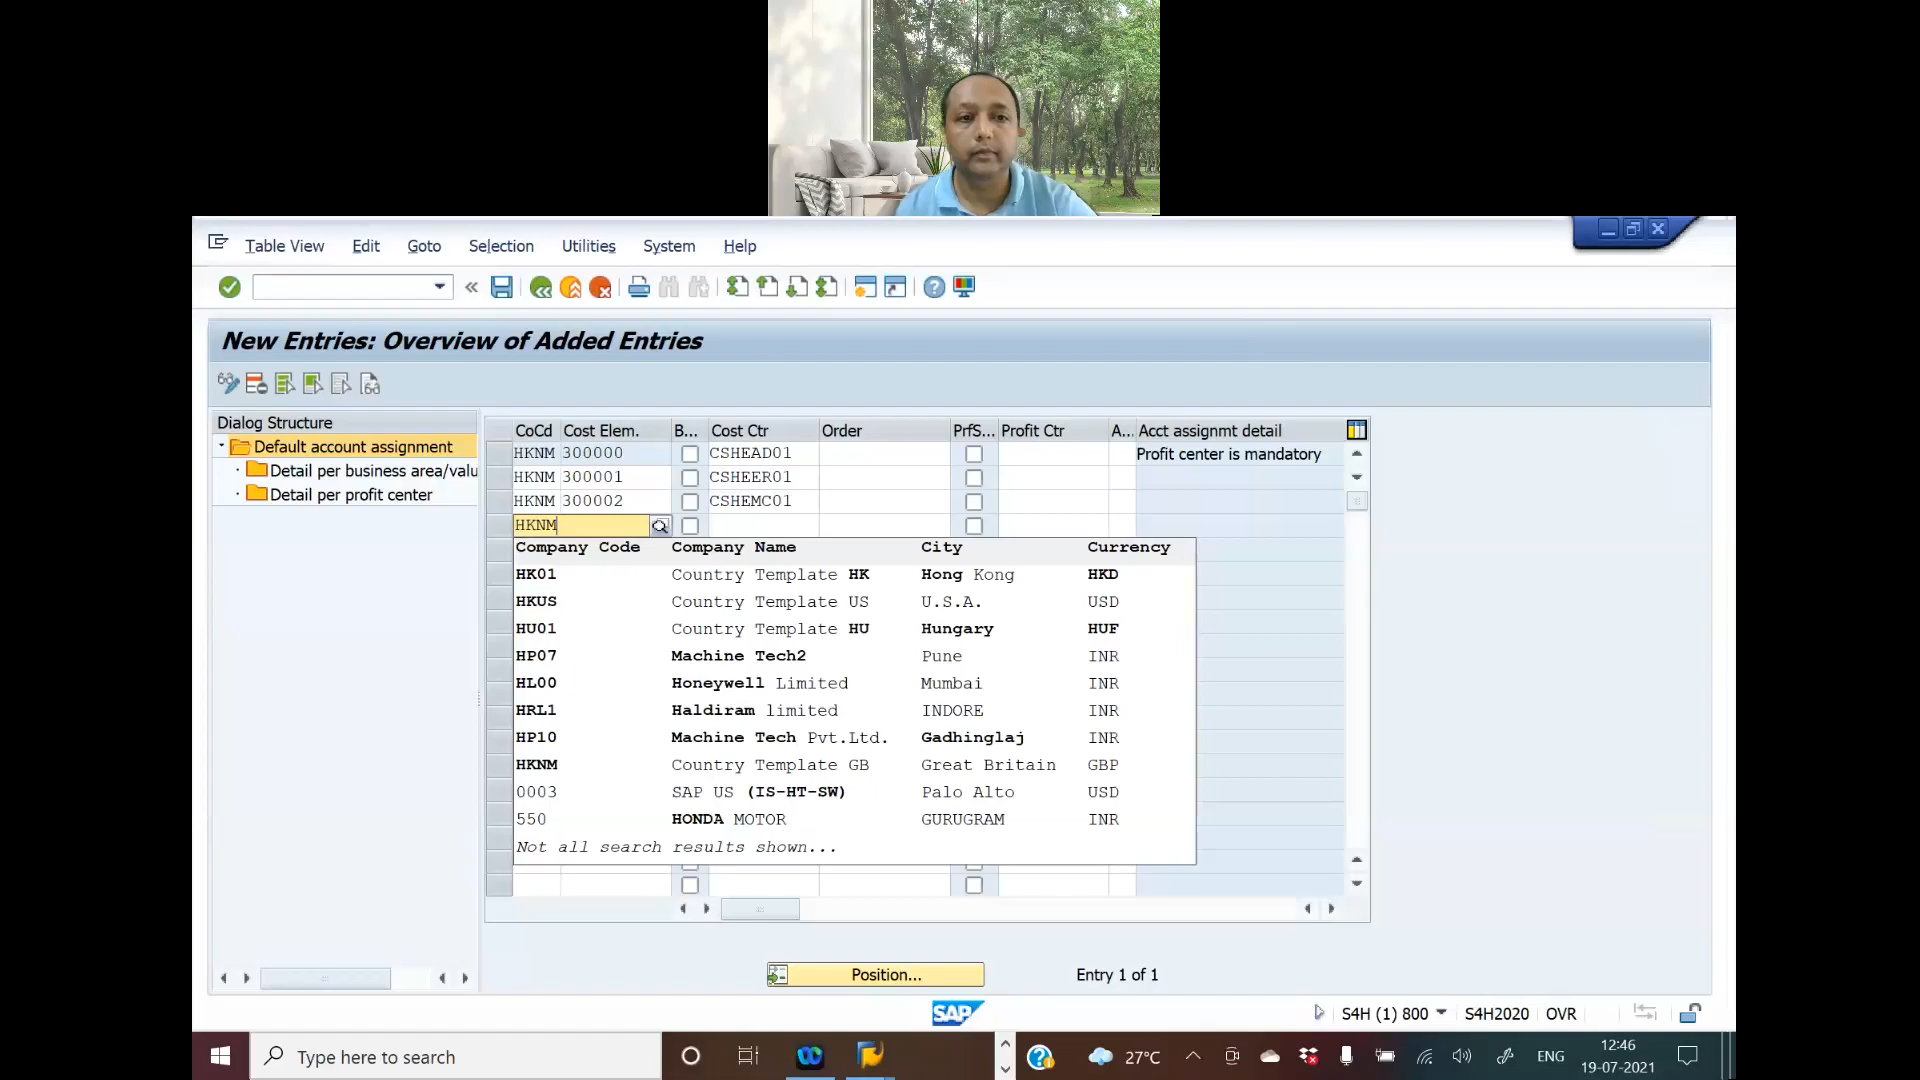 Table View Edit Goto Selection Utilities System Help
New Entries: Overview of Added Entries
Dialog Structure
Default account assignment
Detail per business area/valu
Detail per profit center
CoCd Cost Elem. B... Cost Ctr Order PrfS... Profit Ctr A... Acct assignmt detail
HKNM 300000 CSHEAD01 Profit center is mandatory
HKNM 300001 CSHEER01
HKNM 300002 CSHEMC01
HKNM
Company Code Company Name City Currency
HK01 Country Template HK Hong Kong HKD
HKUS Country Template US U.S.A. USD
HU01 Country Template HU Hungary HUF
HP07 Machine Tech2 Pune INR
HL00 Honeywell Limited Mumbai INR
HRL1 Haldiram limited INDORE INR
HP10 Machine Tech Pvt.Ltd. Gadhinglaj INR
HKNM Country Template GB Great Britain GBP
0003 SAP US (IS-HT-SW) Palo Alto USD
550 HONDA MOTOR GURUGRAM INR
Not all search results shown...
Position... Entry 1 of 1
SAP S4H (1) 800 S4H2020 OVR
Type here to search 27°C ENG 12:46
19-07-2021